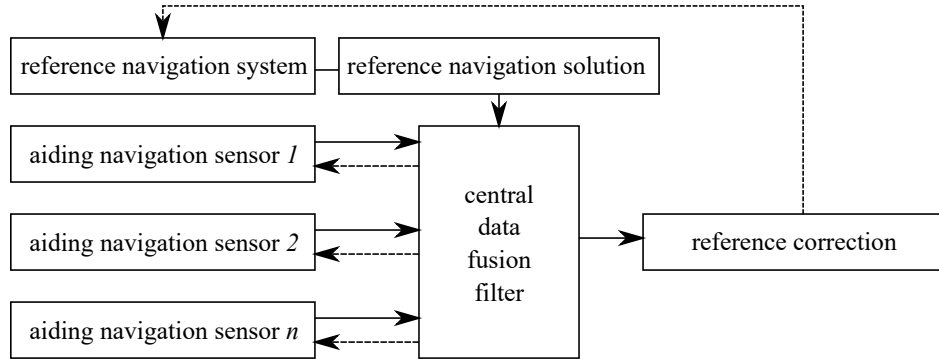 reference navigation system
reference navigation solution
aiding navigation sensor 1
aiding navigation sensor 2
aiding navigation sensor n
central
data
fusion
filter
reference correction